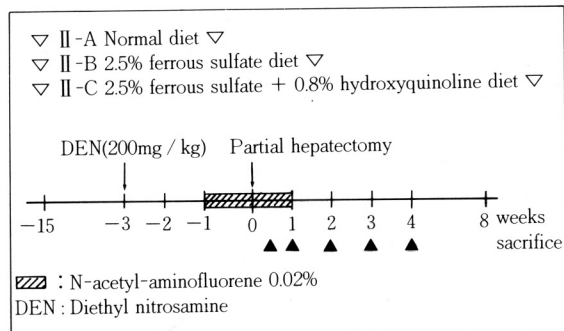 ▽ Ⅱ-A Normal diet ▽
▽ Ⅱ-B 2.5% ferrous sulfate diet ▽
▽ Ⅱ-C 2.5% ferrous sulfate + 0.8% hydroxyquinoline diet ▽
DEN(200mg / kg) Partial hepatectomy
−15 −3 −2 −1 0 1 2 3 4 8 weeks
sacrifice
: N-acetyl-aminofluorene 0.02%
DEN : Diethyl nitrosamine